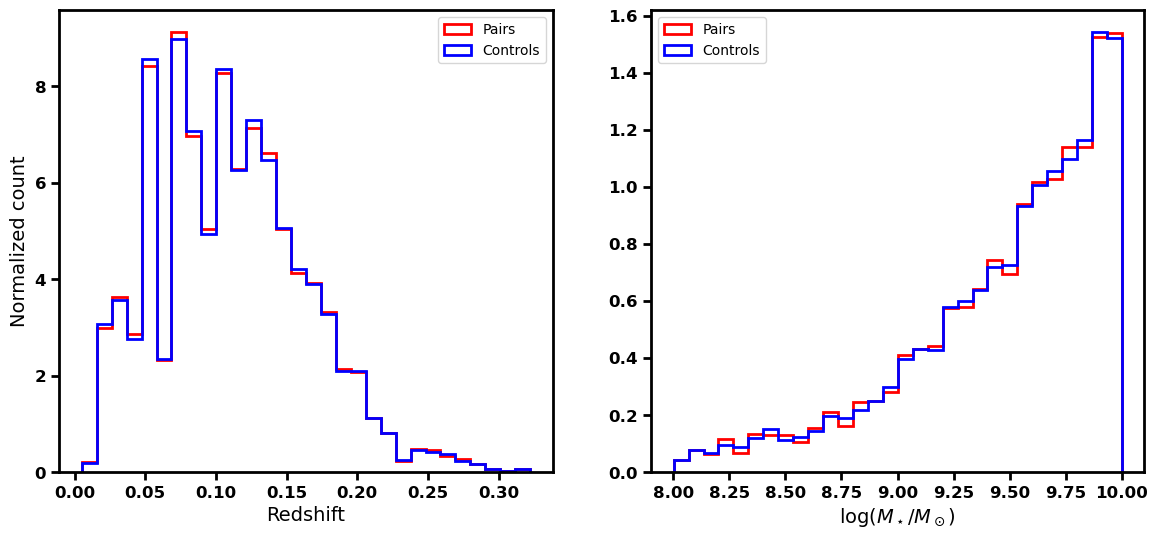 Pairs
Controls
Normalized count
8
6
4
2
0
0.00 0.05 0.10 0.15 0.20 0.25 0.30
Redshift
Pairs
Controls
1.6
1.4
1.2
1.0
0.8
0.6
0.4
0.2
0.0
8.00 8.25 8.50 8.75 9.00 9.25 9.50 9.75 10.00
log(M⋆/M⊙)